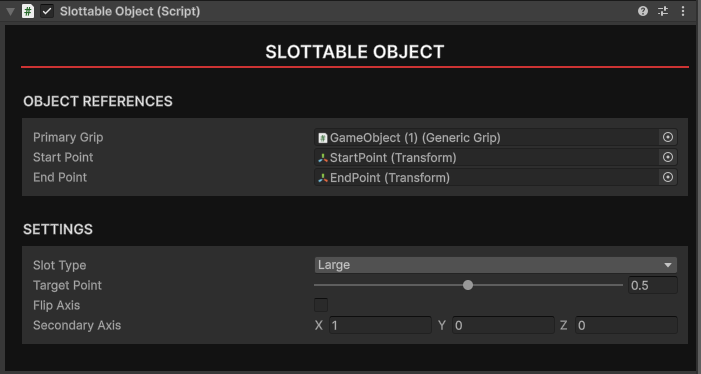 # Slottable Object (Script)
SLOTTABLE OBJECT
OBJECT REFERENCES
Primary Grip # GameObject (1) (Generic Grip)
Start Point StartPoint (Transform)
End Point EndPoint (Transform)
SETTINGS
Slot Type Large
Target Point 0.5
Flip Axis
Secondary Axis X 1 Y 0 Z 0